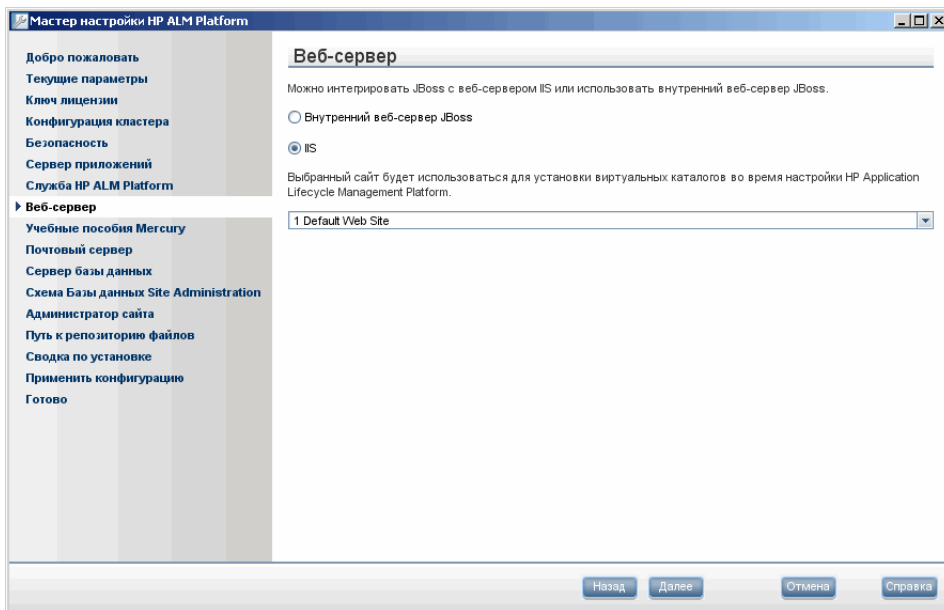 Мастер настройки HP ALM Platform
Добро пожаловать
Текущие параметры
Ключ лицензии
Конфигурация кластера
Безопасность
Сервер приложений
Служба HP ALM Platform
Веб-сервер
Учебные пособия Mercury
Почтовый сервер
Сервер базы данных
Схема Базы данных Site Administration
Администратор сайта
Путь к репозиторию файлов
Сводка по установке
Применить конфигурацию
Готово
Веб-сервер
Можно интегрировать JBoss с веб-сервером IIS или использовать внутренний веб-сервер JBoss.
Внутренний веб-сервер JBoss
IIS
Выбранный сайт будет использоваться для установки виртуальных каталогов во время настройки HP Application
Lifecycle Management Platform.
1 Default Web Site
Назад
Далее
Отмена
Справка